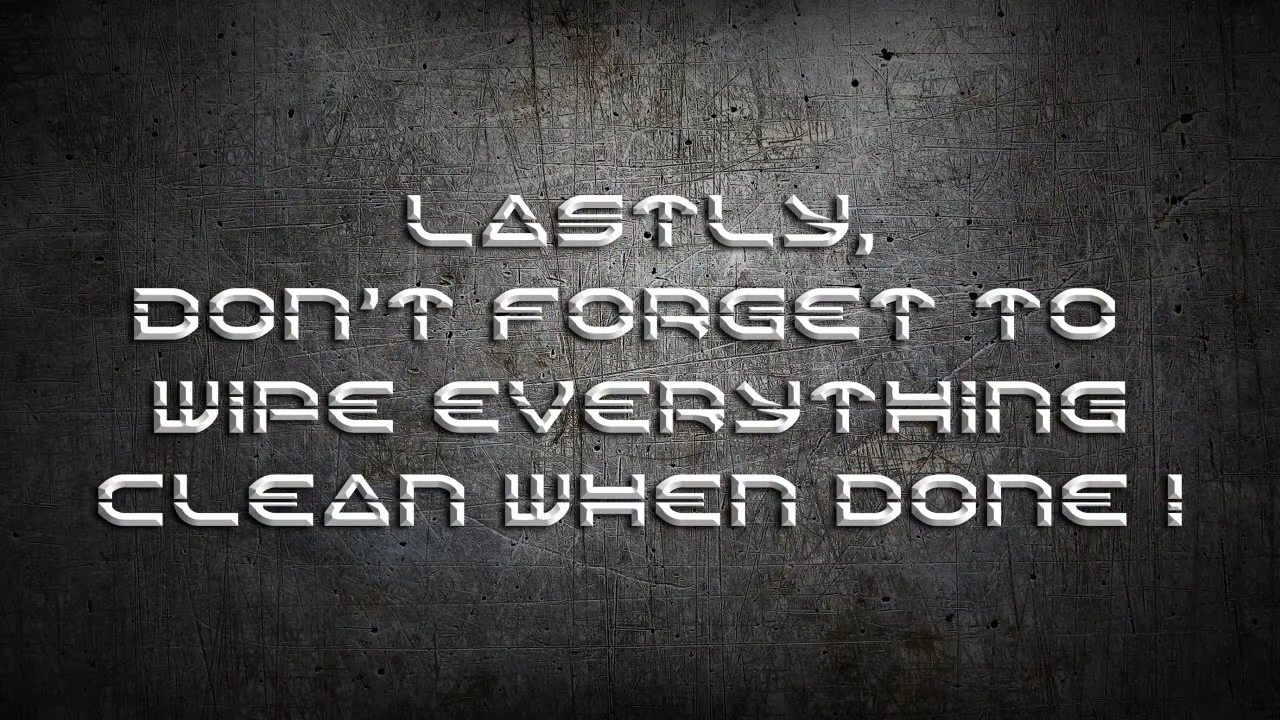 LASTLY,
DON'T FORGET TO
WiPE EVERYTHiNG
CLEAN WHEN DONE !